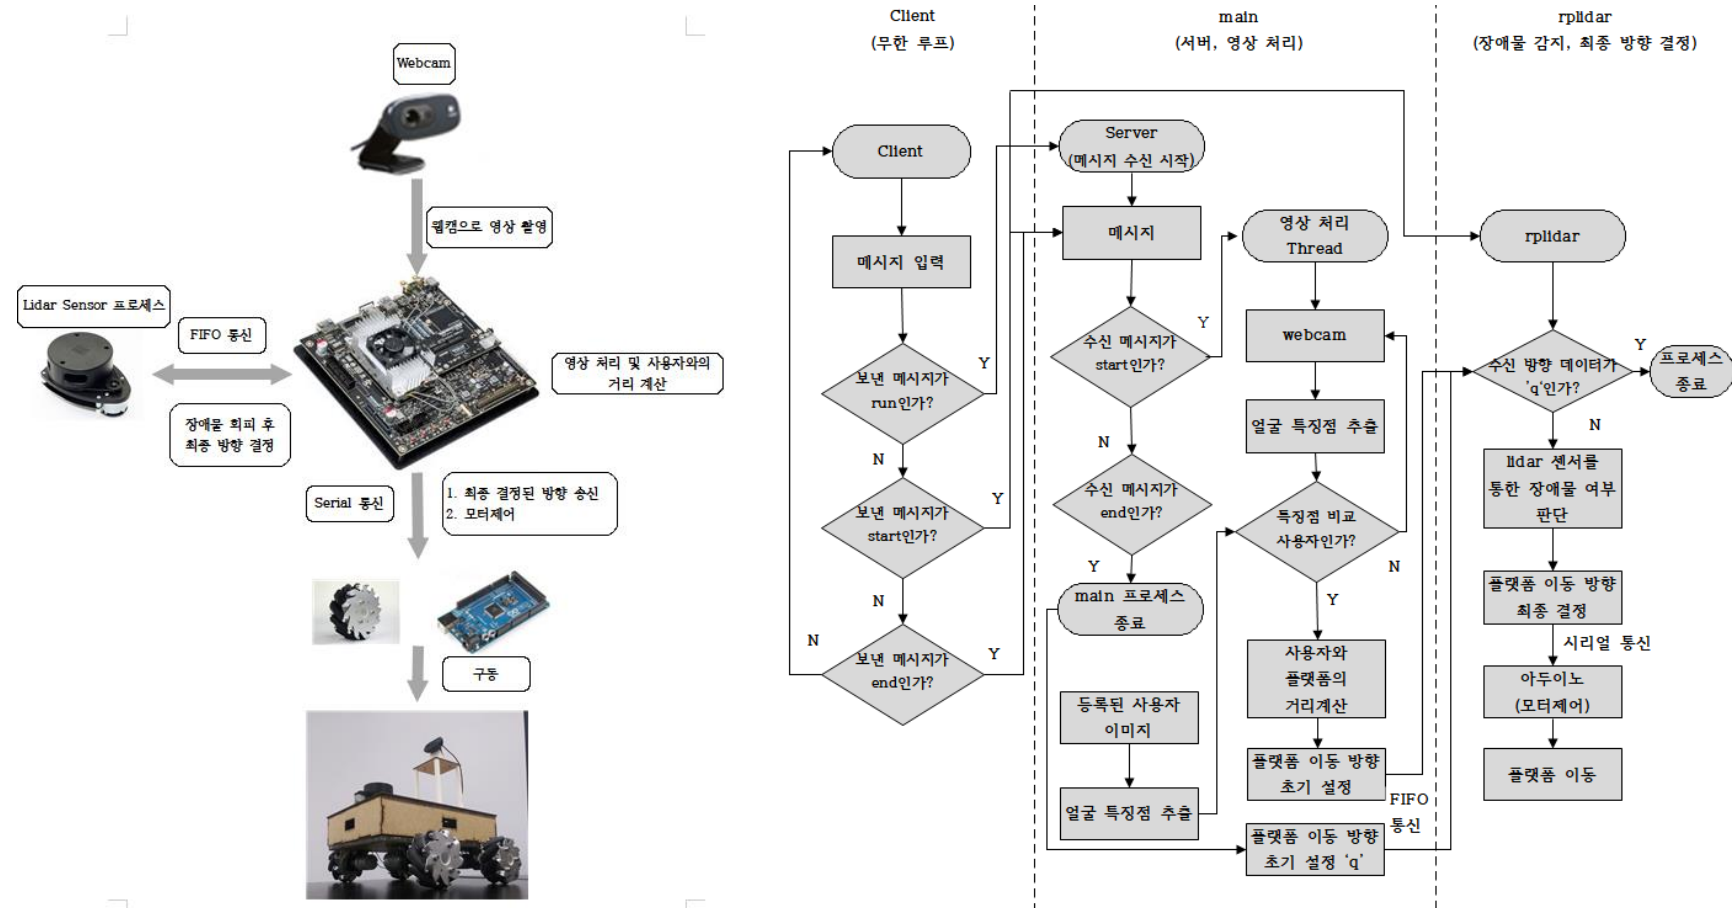 Webcam
웹캠으로 영상 촬영
Lidar Sensor 프로세스
FIFO 통신
장애물 회피 후
최종 방향 결정
영상 처리 및 사용자와의
거리 계산
Serial 통신
1. 최종 결정된 방향 송신
2. 모터제어
구동
Client
(무한 루프)
Client
메시지 입력
보낸 메시지가
run인가?
Y
N
보낸 메시지가
start인가?
Y
N
보낸 메시지가
end인가?
N
Y
main
(서버, 영상 처리)
Server
(메시지 수신 시작)
메시지
수신 메시지가
start인가?
Y
N
수신 메시지가
end인가?
Y
main 프로세스
종료
등록된 사용자
이미지
얼굴 특징점 추출
영상 처리
Thread
webcam
얼굴 특징점 추출
특징점 비교
사용자인가?
N
Y
사용자와
플랫폼의
거리계산
플랫폼 이동 방향
초기 설정
플랫폼 이동 방향
초기 설정 ‘q’
FIFO
통신
rplidar
(장애물 감지, 최종 방향 결정)
rplidar
수신 방향 데이터가
'q'인가?
Y
프로세스
종료
N
lidar 센서를
통한 장애물 여부
판단
플랫폼 이동 방향
최종 결정
시리얼 통신
아두이노
(모터제어)
플랫폼 이동